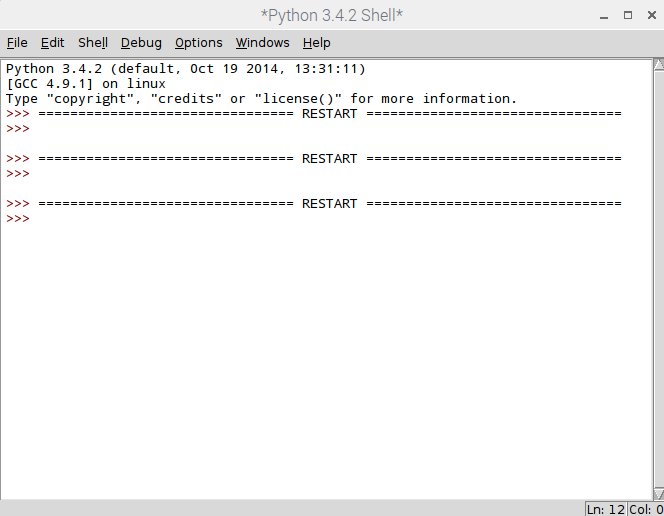 *Python 3.4.2 Shell*
File Edit Shell Debug Options Windows Help
Python 3.4.2 (default, Oct 19 2014, 13:31:11)
[GCC 4.9.1] on linux
Type "copyright", "credits" or "license()" for more information.
>>> ================================ RESTART ================================
>>>
>>> ================================ RESTART ================================
>>>
>>> ================================ RESTART ================================
>>>
Ln: 12 Col: 0